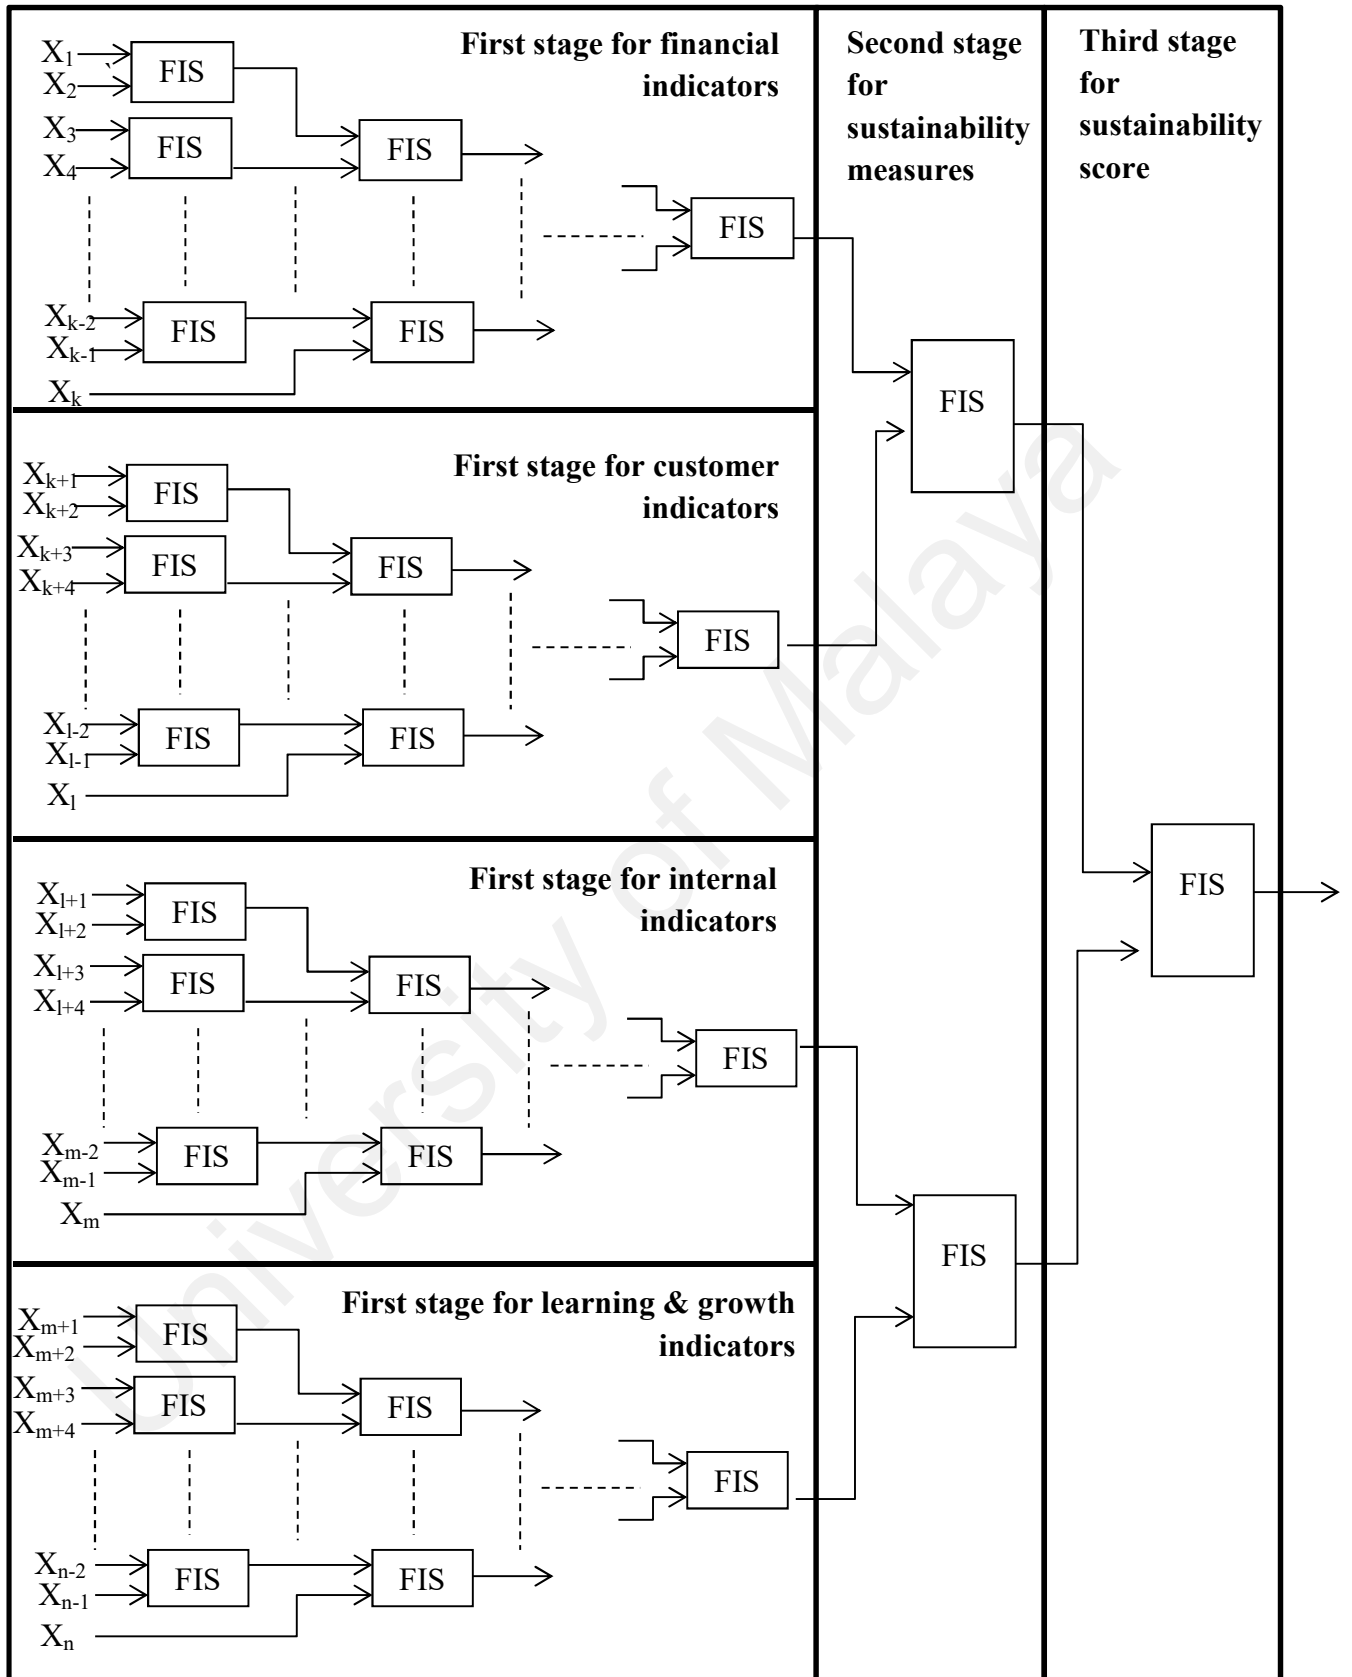 First stage for financial
indicators
X1
X2
FIS
X3
X4
FIS
FIS
FIS
Xk-2
Xk-1
FIS
FIS
Xk
First stage for customer
indicators
Xk+1
Xk+2
FIS
Xk+3
Xk+4
FIS
FIS
FIS
Xl-2
Xl-1
FIS
FIS
Xl
First stage for internal
indicators
Xl+1
Xl+2
FIS
Xl+3
Xl+4
FIS
FIS
FIS
Xm-2
Xm-1
FIS
FIS
Xm
First stage for learning & growth
indicators
Xm+1
Xm+2
FIS
Xm+3
Xm+4
FIS
FIS
FIS
Xn-2
Xn-1
FIS
FIS
Xn
Second stage
for
sustainability
measures
FIS
FIS
Third stage
for
sustainability
score
FIS
University of Malaya